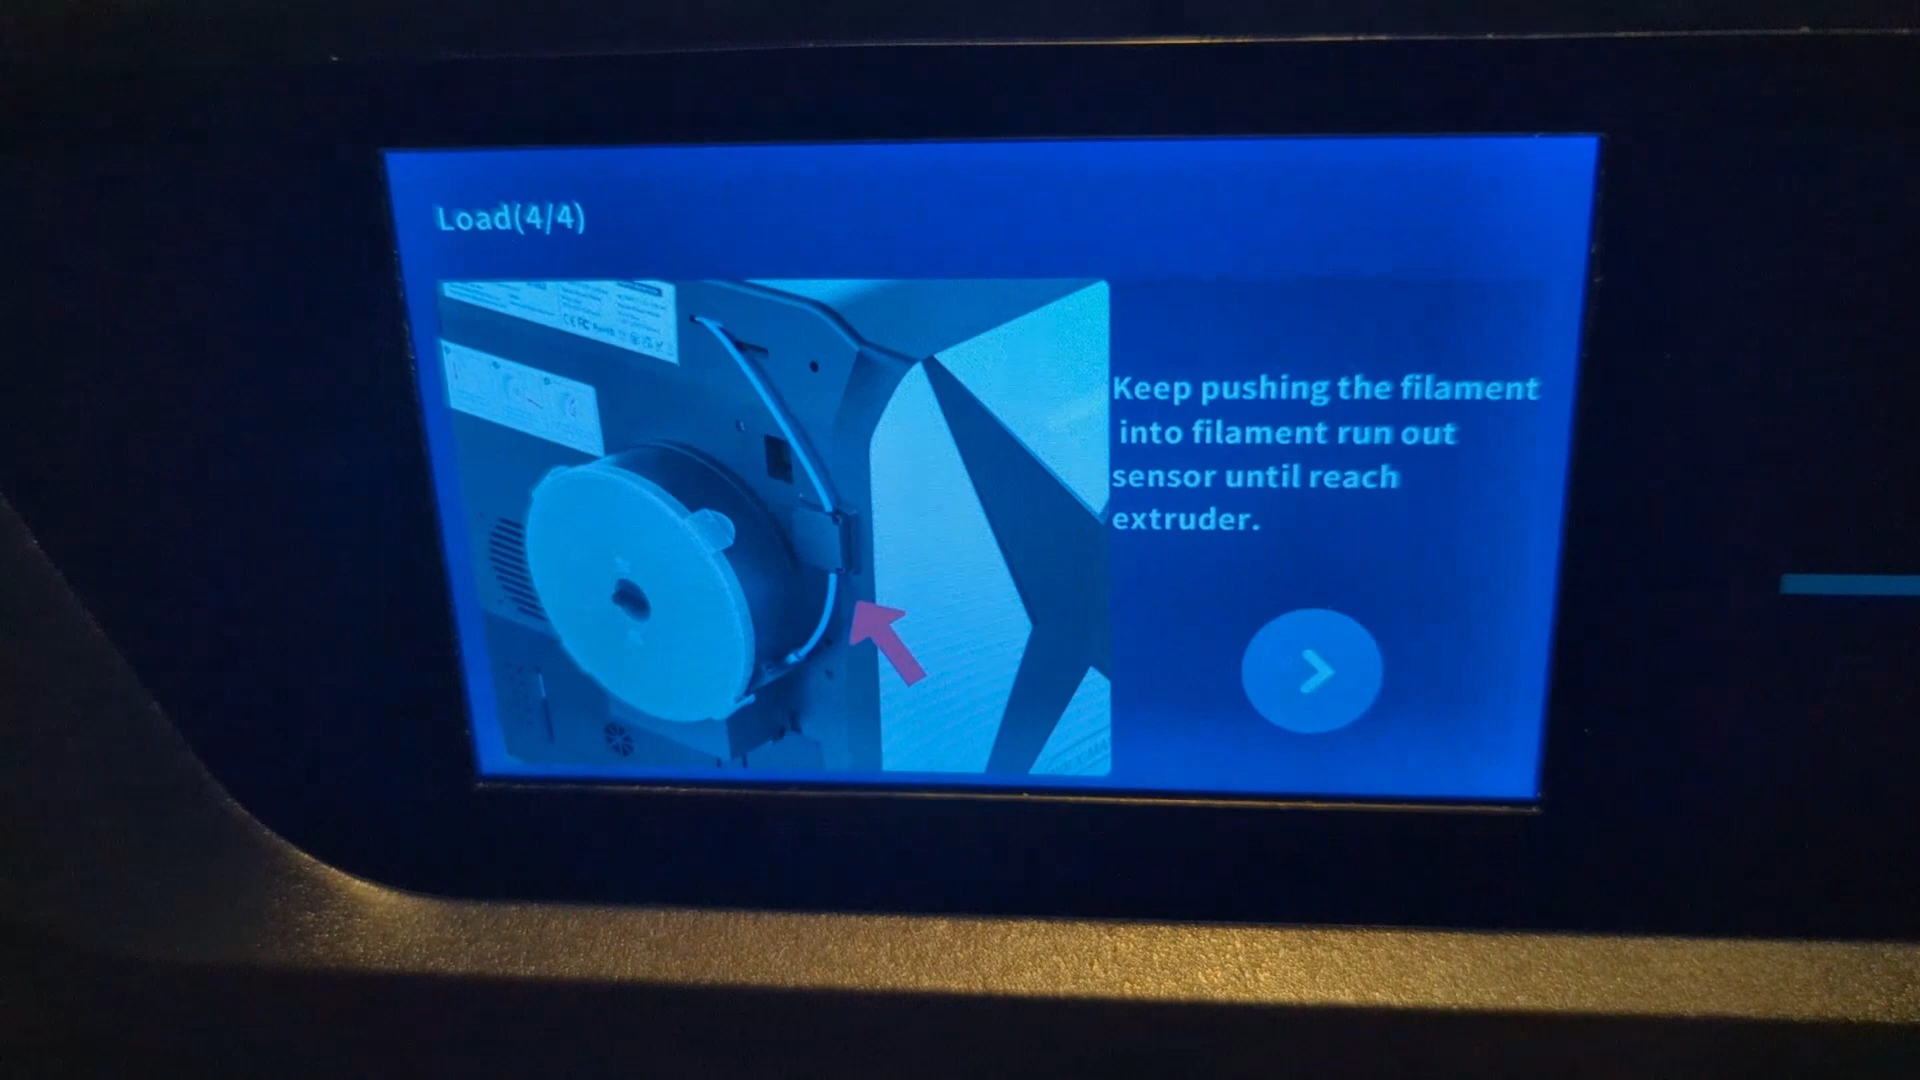 Load(4/4)
Keep pushing the filament
into filament run out
sensor until reach
extruder.